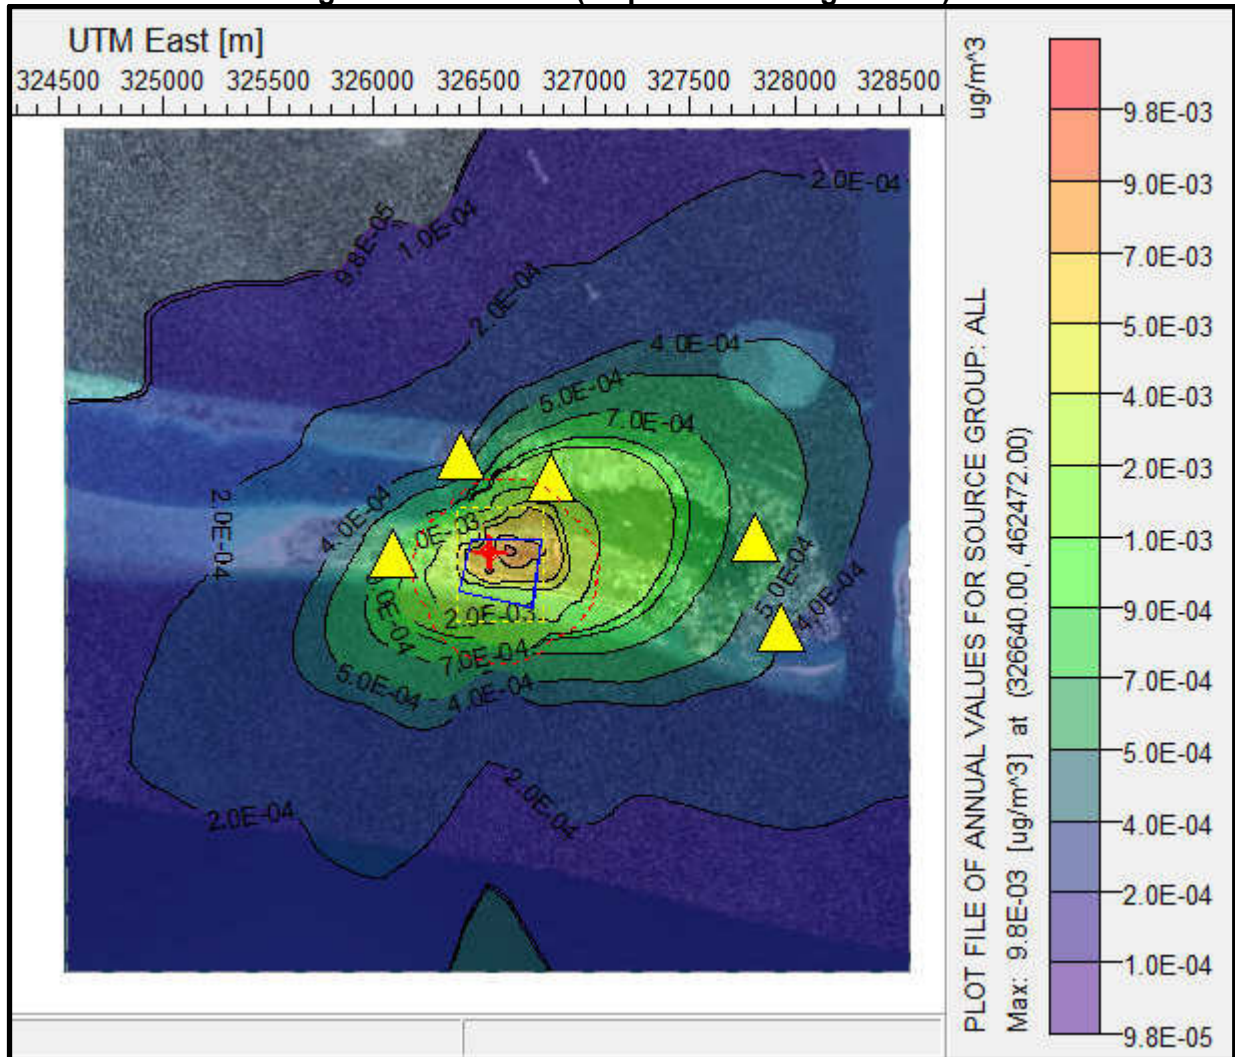 UTM East [m]
324500 325000 325500 326000 326500 327000 327500 328000 328500
2.0E-04
9.8E-05
1.0E-04
2.0E-04
4.0E-04
5.0E-04
7.0E-04
2.0E-04
4.0E-04
0E-03
5.0E-04
4.0E-04
2.0E-03
7.0E-04
5.0E-04
4.0E-04
2.0E-04
2.0E-04
PLOT FILE OF ANNUAL VALUES FOR SOURCE GROUP: ALL
ug/m^3
Max: 9.8E-03 [ug/m^3] at (326640.00, 462472.00)
9.8E-03
9.0E-03
7.0E-03
5.0E-03
4.0E-03
2.0E-03
1.0E-03
9.0E-04
7.0E-04
5.0E-04
4.0E-04
2.0E-04
1.0E-04
9.8E-05